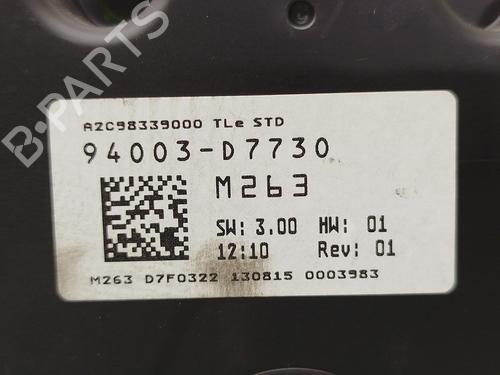 B-PARTS
A2C98339000 TLe STD
94003-D7730
M263
SW: 3.00 HW: 01
12:10 Rev: 01
M263 D7F0322 130815 0003983